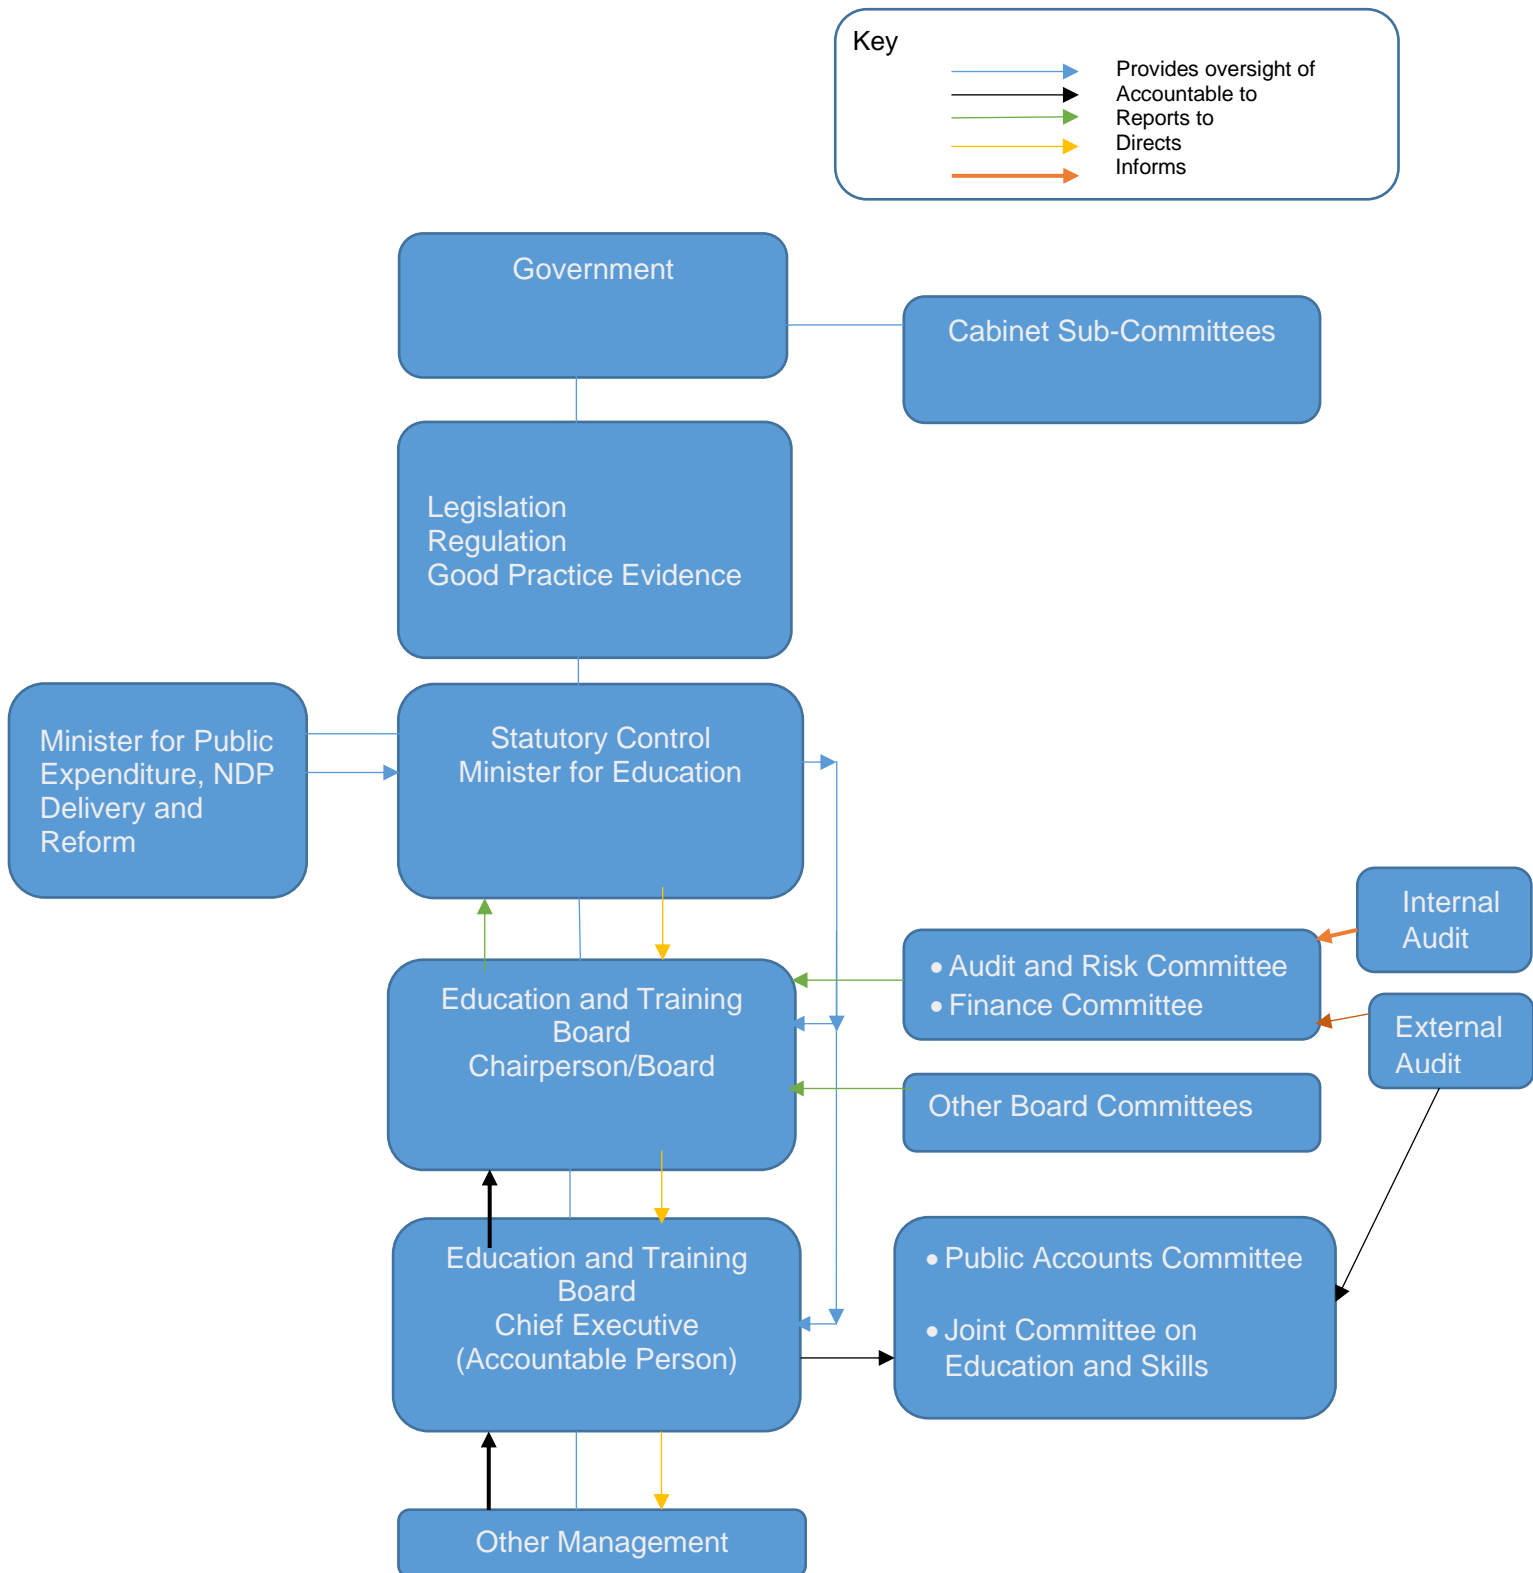 Key
Provides oversight of
Accountable to
Reports to
Directs
Informs
Government
Cabinet Sub-Committees
Legislation
Regulation
Good Practice Evidence
Minister for Public
Expenditure, NDP
Delivery and
Reform
Statutory Control
Minister for Education
Internal
Audit
• Audit and Risk Committee
• Finance Committee
External
Audit
Education and Training
Board
Chairperson/Board
Other Board Committees
Education and Training
Board
Chief Executive
(Accountable Person)
• Public Accounts Committee
• Joint Committee on
Education and Skills
Other Management